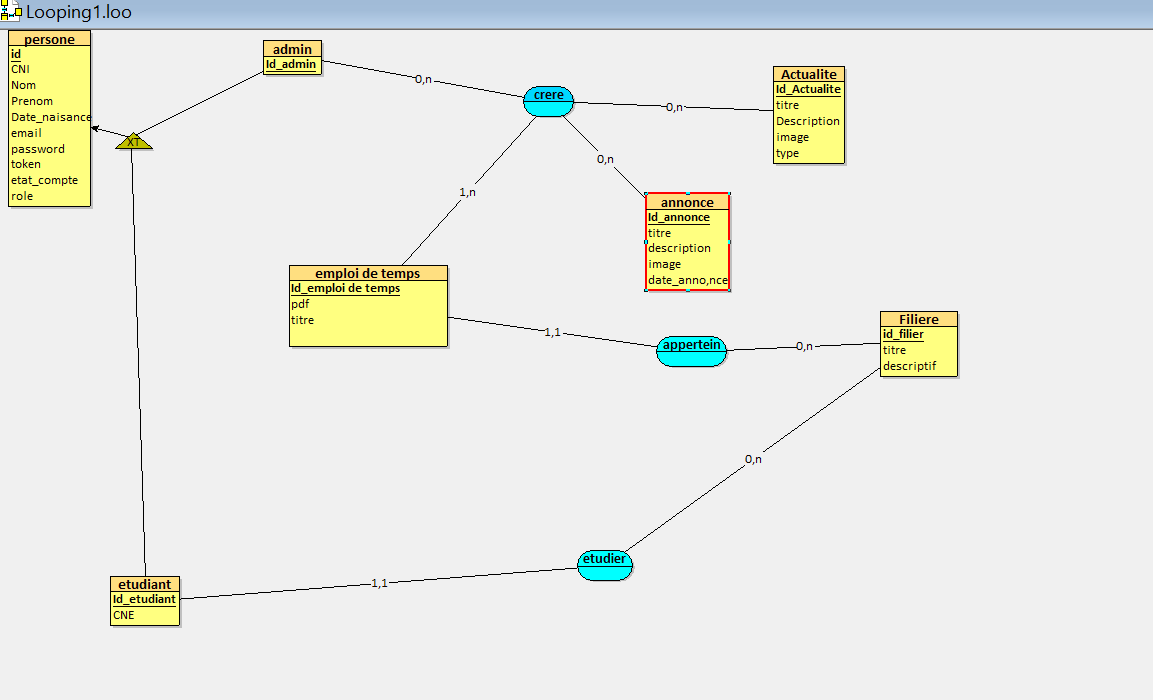 Looping1.loo
persone
id
CNI
Nom
Prenom
Date_naisance
email
password
token
etat_compte
role
XT
admin
Id_admin
0,n
crere
0,n
Actualite
Id_Actualite
titre
Description
image
type
0,n
1,n
annonce
Id_annonce
titre
description
image
date_anno,nce
emploi de temps
Id_emploi de temps
pdf
titre
1,1
appertein
0,n
Filiere
id_filier
titre
descriptif
0,n
etudier
1,1
etudiant
Id_etudiant
CNE